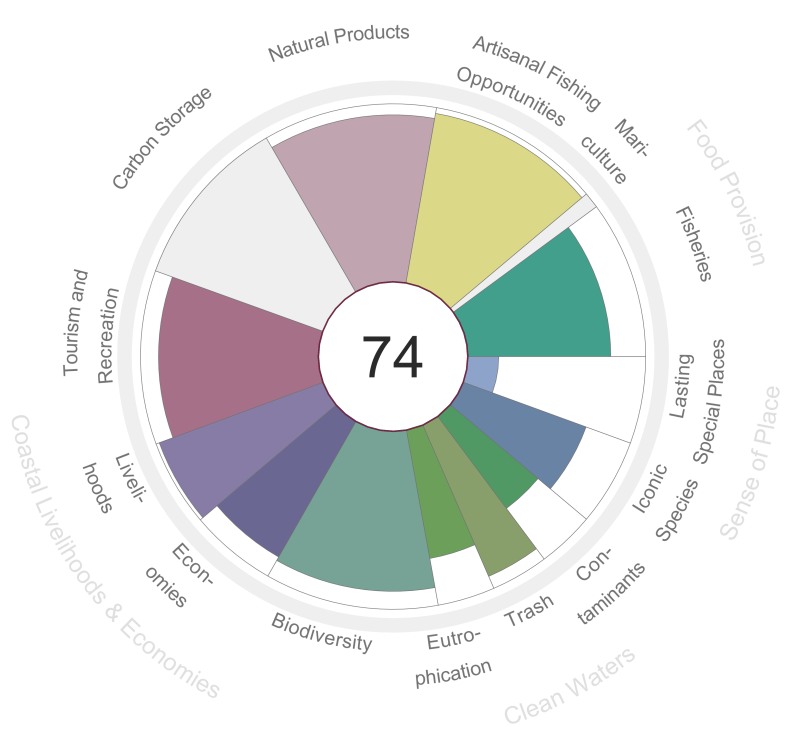 Natural Products
Artisanal Fishing
Opportunities
Mari-
culture
Food Provision
Fisheries
Lasting
Special Places
Sense of Place
Iconic
Species
Con-
taminants
Trash
Clean Waters
Eutro-
phication
Biodiversity
Econ-
omies
Liveli-
hoods
Coastal Livelihoods & Economies
Tourism and
Recreation
Carbon Storage
74